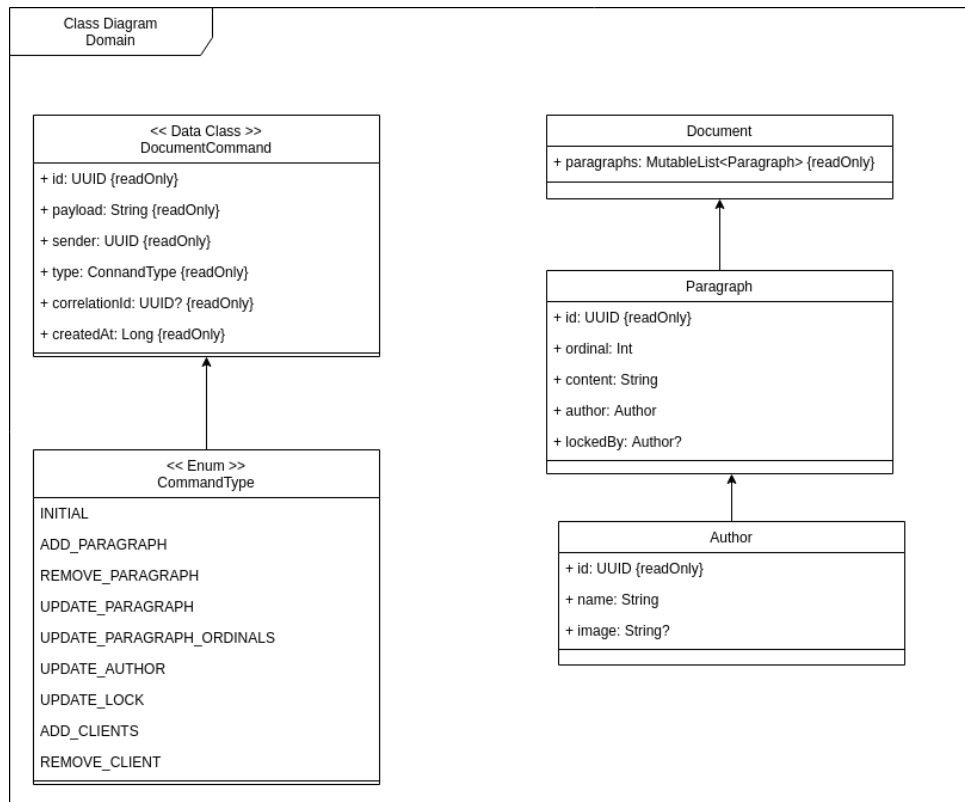 Class Diagram
Domain
<< Data Class >>
DocumentCommand
+ id: UUID {readOnly}
+ payload: String {readOnly}
+ sender: UUID {readOnly}
+ type: ConnandType {readOnly}
+ correlationId: UUID? {readOnly}
+ createdAt: Long {readOnly}
<< Enum >>
CommandType
INITIAL
ADD_PARAGRAPH
REMOVE_PARAGRAPH
UPDATE_PARAGRAPH
UPDATE_PARAGRAPH_ORDINALS
UPDATE_AUTHOR
UPDATE_LOCK
ADD_CLIENTS
REMOVE_CLIENT
Document
+ paragraphs: MutableList<Paragraph> {readOnly}
Paragraph
+ id: UUID {readOnly}
+ ordinal: Int
+ content: String
+ author: Author
+ lockedBy: Author?
Author
+ id: UUID {readOnly}
+ name: String
+ image: String?